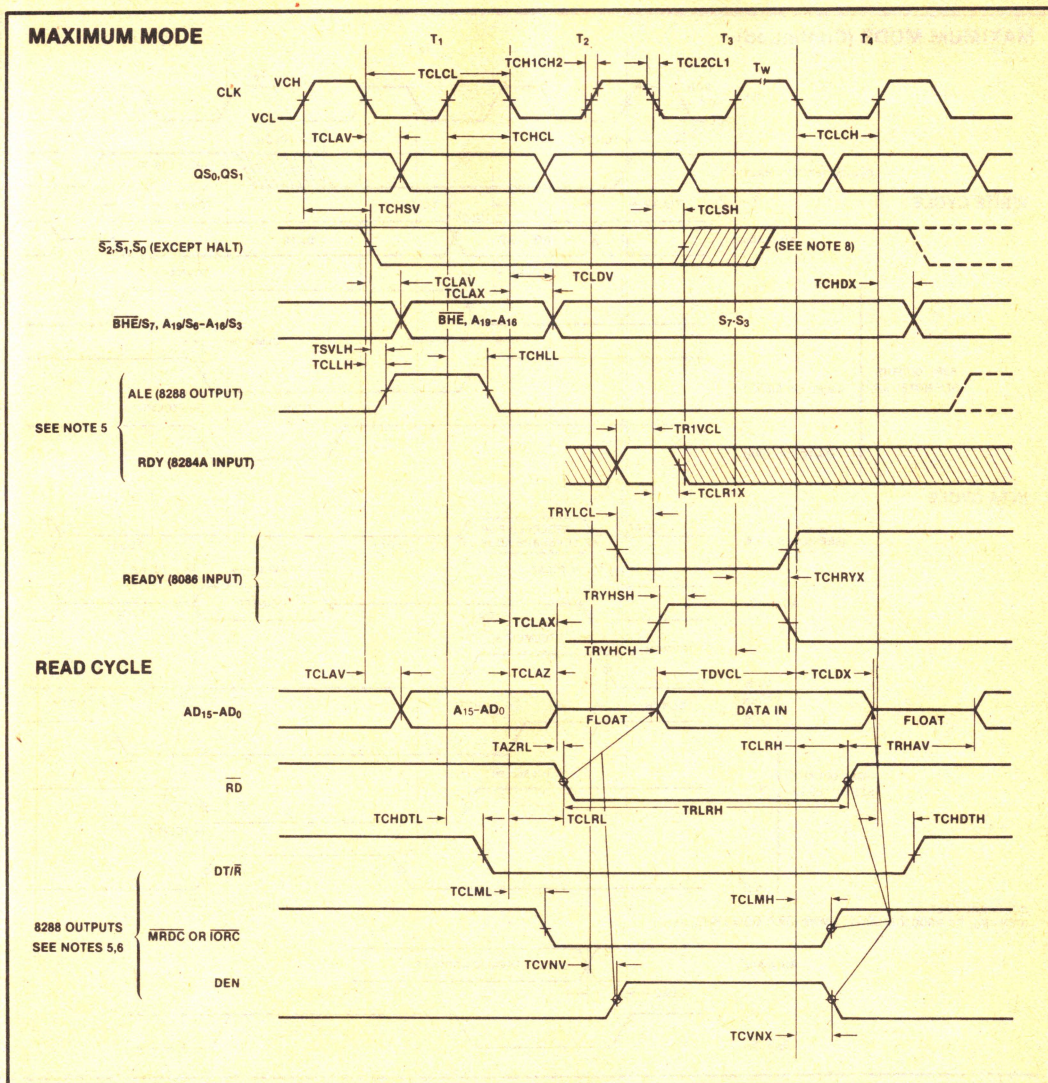 MAXIMUM MODE
T1 T2 T3 T4
TCH1CH2 TCL2CL1
TCLCL TW
VCH
CLK
VCL
TCLAV TCHCL TCLCH
QS0,QS1
TCHSV TCLSH
S2,S1,S0 (EXCEPT HALT) (SEE NOTE 8)
TCLAV TCLDV
TCLAX TCHDX
BHE/S7, A19/S6-A16/S3 BHE, A19-A16 S7-S3
TSVLH TCHLL
TCLLH
ALE (8288 OUTPUT)
SEE NOTE 5 TR1VCL
RDY (8284A INPUT)
TCLR1X
TRYLCL
READY (8086 INPUT) TCHRYX
TRYHSH
TCLAX
TRYHCH
READ CYCLE
TCLAV TCLAZ TDVCL TCLDX
AD15-AD0 A15-AD0 FLOAT DATA IN FLOAT
TAZRL TCLRH TRHAV
RD
TRLRH
TCHDTL TCLRL TCHDTH
DT/R
TCLML TCLMH
8288 OUTPUTS
SEE NOTES 5,6
MRDC OR IORC
TCVNV
DEN
TCVNX